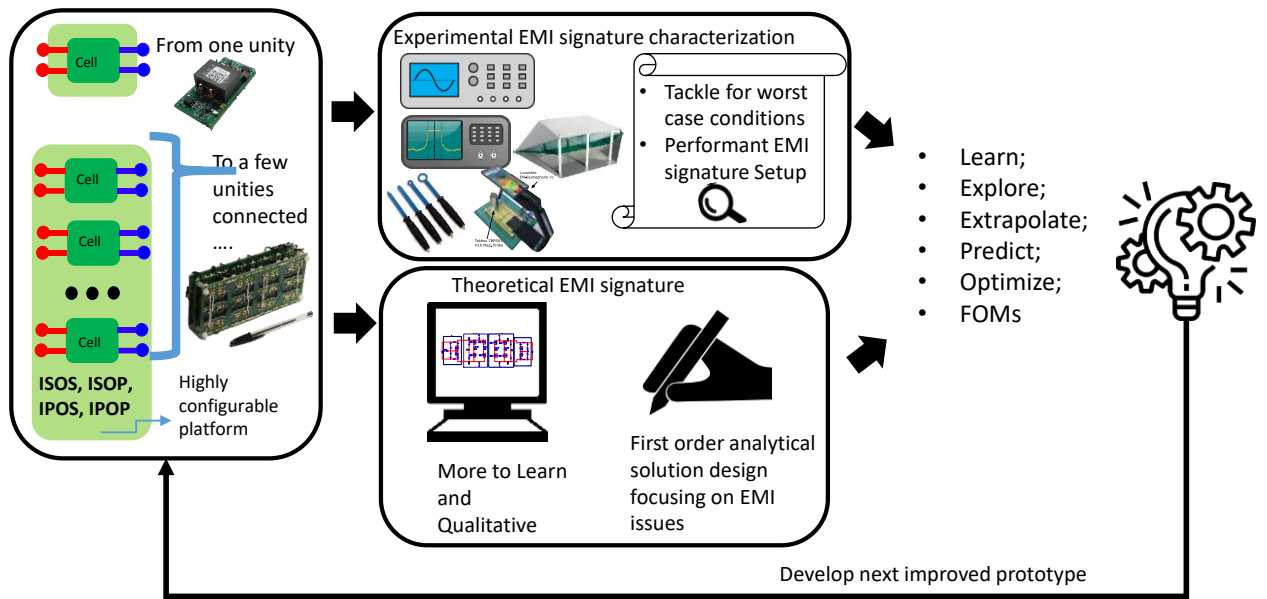 Cell
From one unity
Cell
Cell
Cell
To a few
unities
connected
....
ISOS, ISOP,
IPOS, IPOP
Highly
configurable
platform
Experimental EMI signature characterization
• Tackle for worst
case conditions
• Performant EMI
signature Setup
Theoretical EMI signature
More to Learn
and
Qualitative
First order analytical
solution design
focusing on EMI
issues
• Learn;
• Explore;
• Extrapolate;
• Predict;
• Optimize;
• FOMs
Develop next improved prototype